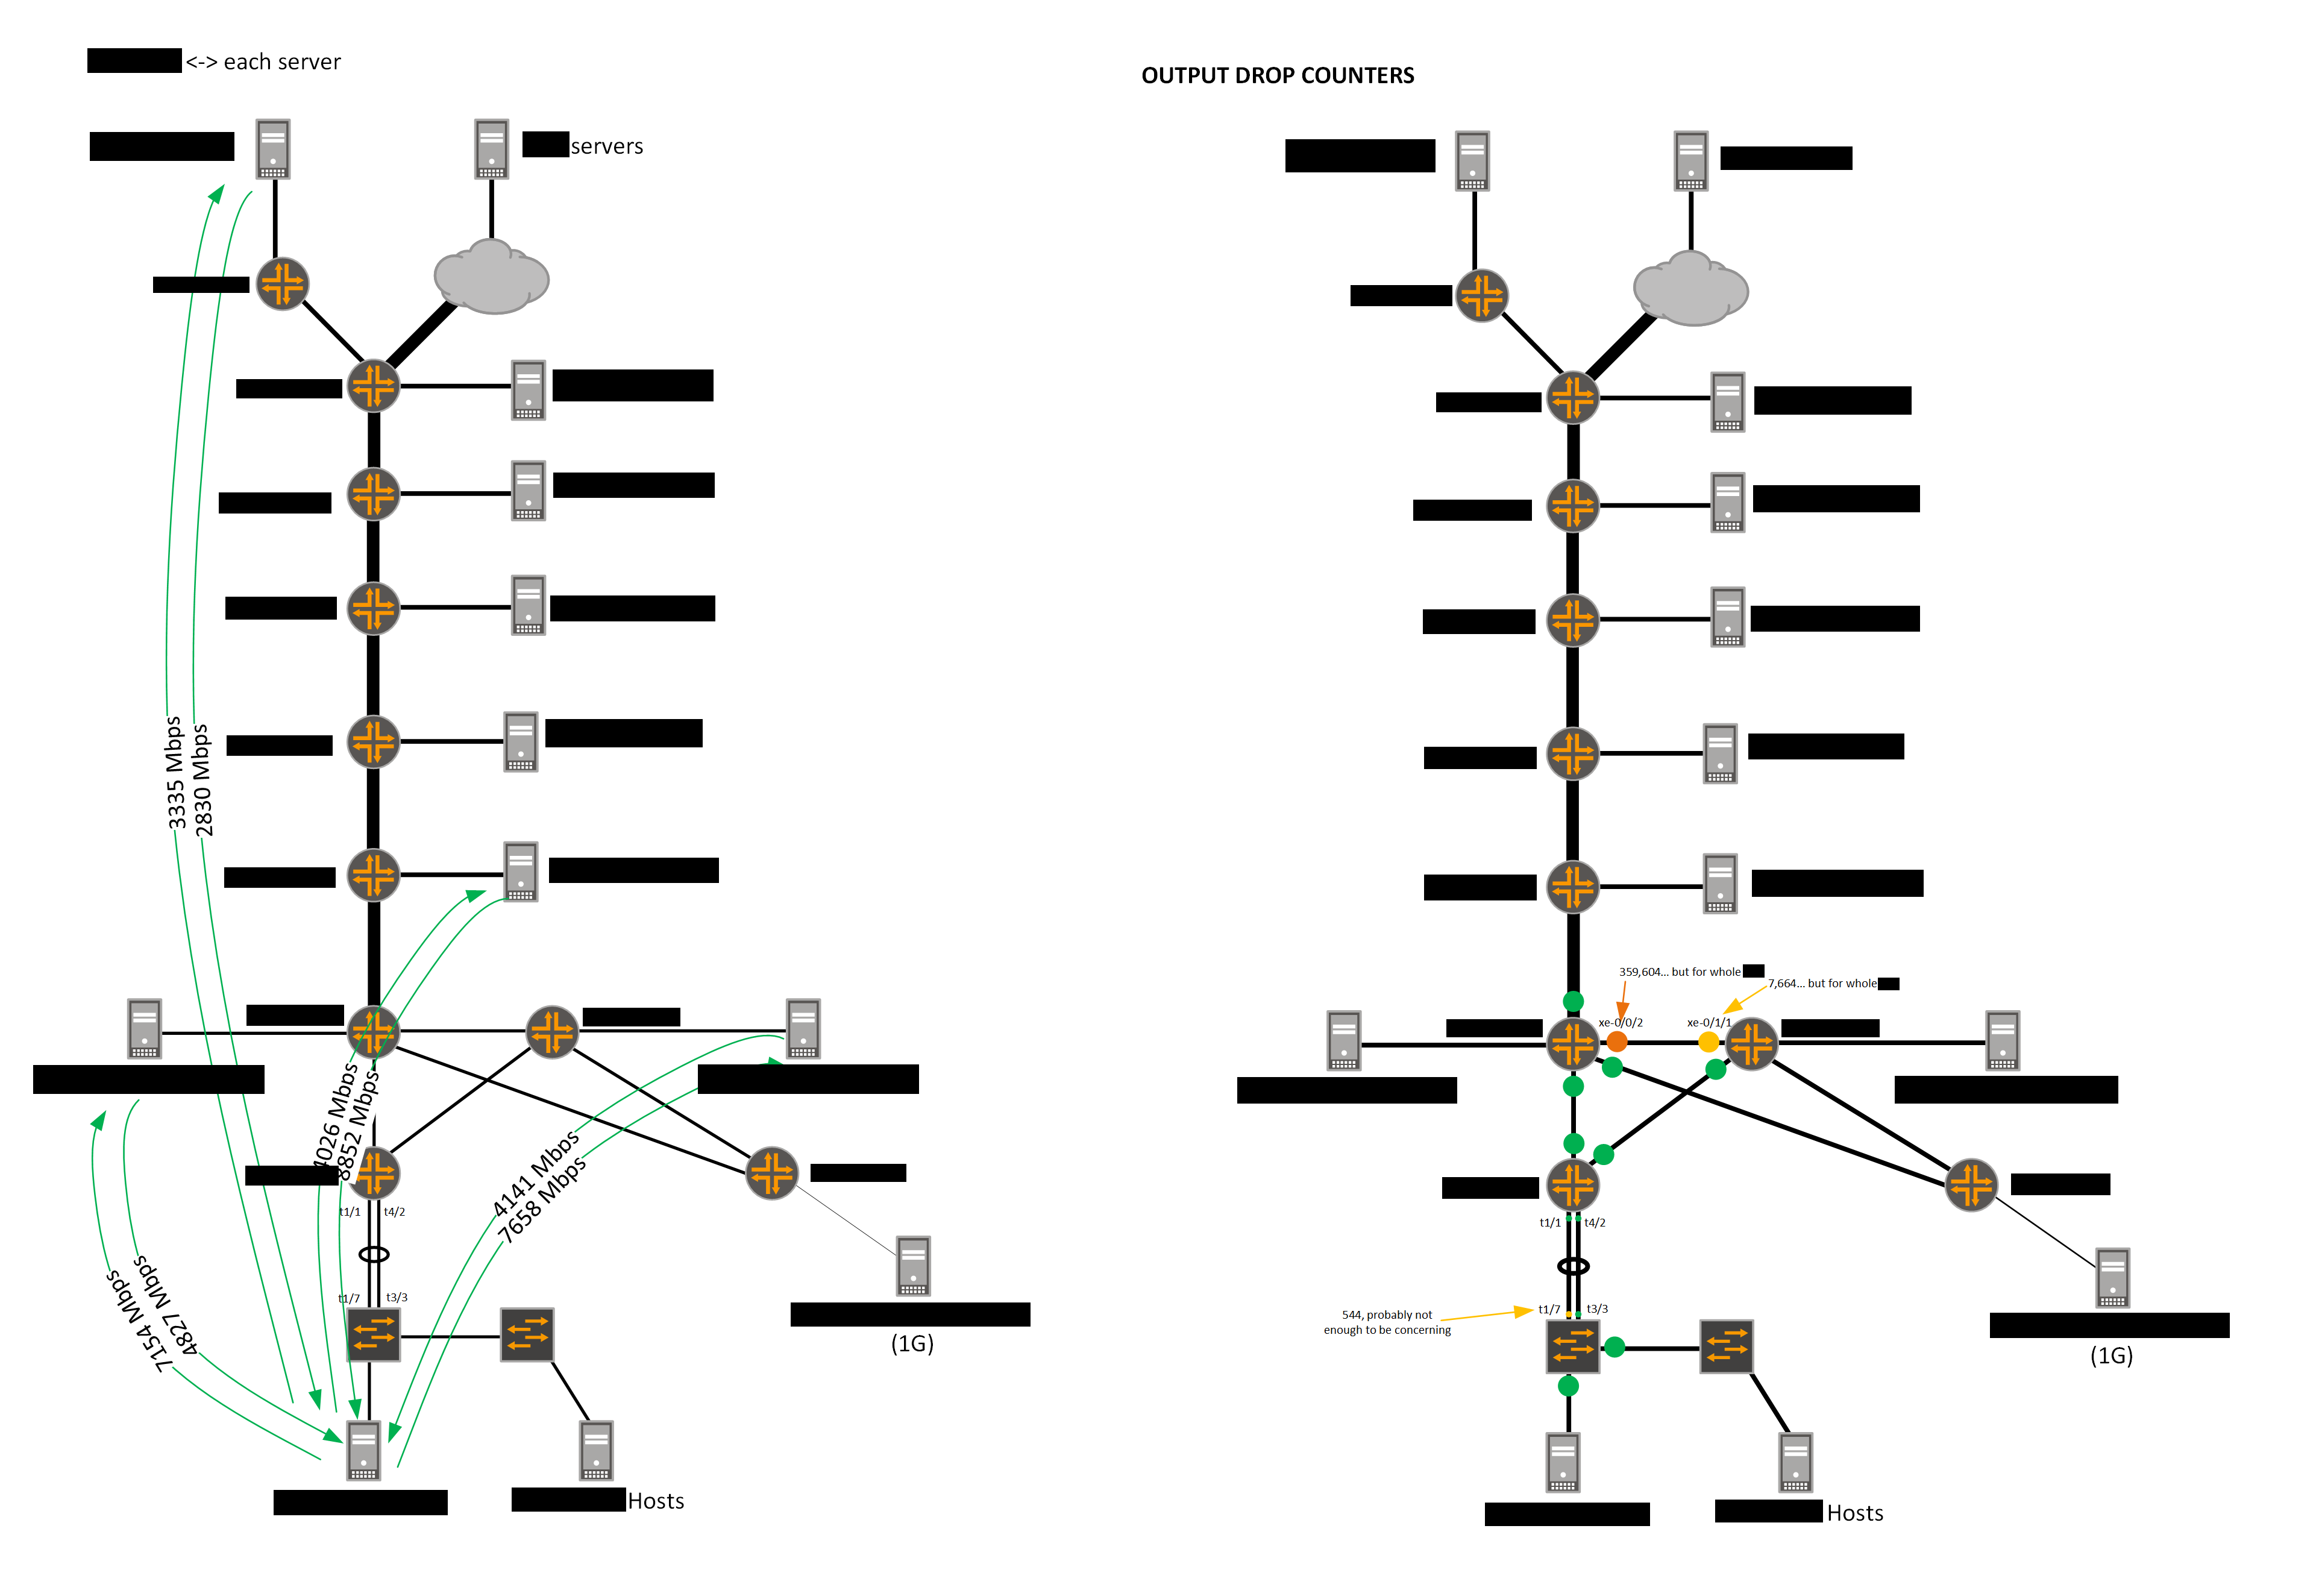 <-> each server
OUTPUT DROP COUNTERS
servers
3335 Mbps
2830 Mbps
359,604... but for whole
7,664... but for whole
xe-0/0/2
xe-0/1/1
4026 Mbps
8852 Mbps
4141 Mbps
7658 Mbps
t1/1
t4/2
t1/1
t4/2
4827 Mbps
7154 Mbps
t1/7
t3/3
t1/7
t3/3
544, probably not
enough to be concerning
(1G)
(1G)
Hosts
Hosts